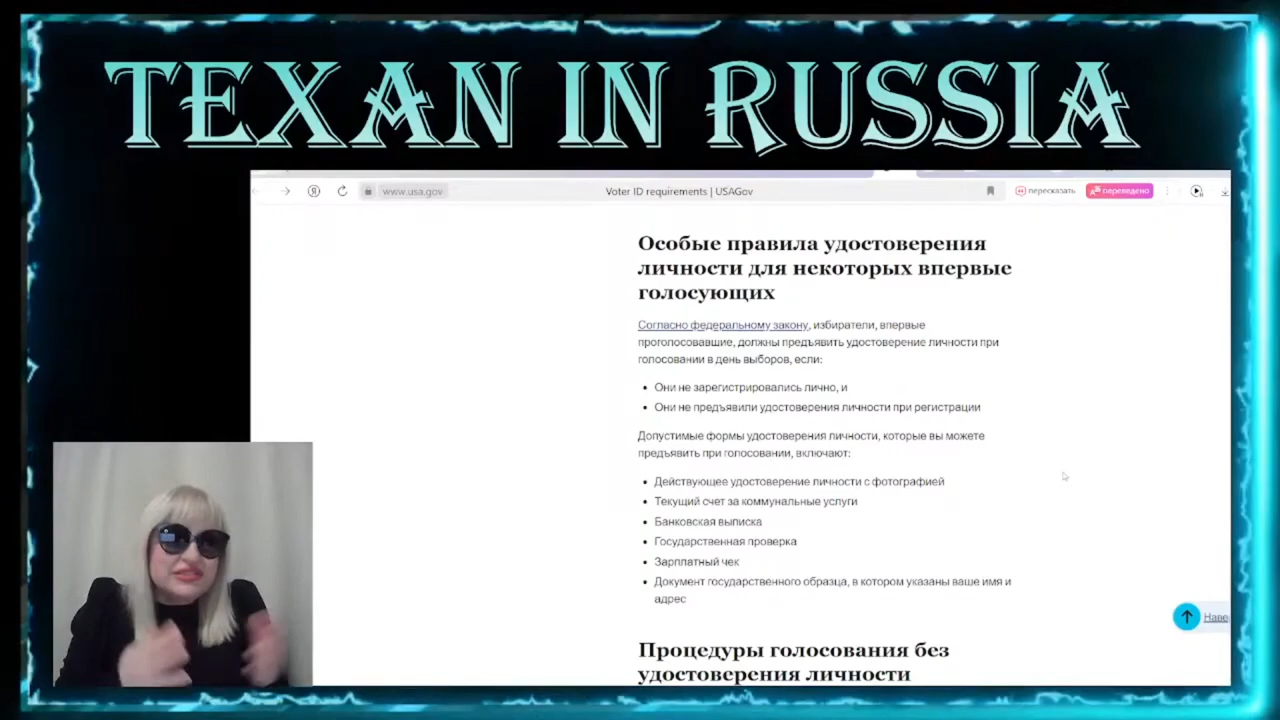 TEXAN IN RUSSIA
www.usa.gov
Voter ID requirements | USAGov
пересказать
переведено
Особые правила удостоверения
личности для некоторых впервые
голосующих
Согласно федеральному закону, избиратели, впервые
проголосовавшие, должны предъявить удостоверение личности при
голосовании в день выборов, если:
• Они не зарегистрировались лично, и
• Они не предъявили удостоверения личности при регистрации
Допустимые формы удостоверения личности, которые вы можете
предъявить при голосовании, включают:
• Действующее удостоверение личности с фотографией
• Текущий счет за коммунальные услуги
• Банковская выписка
• Государственная проверка
• Зарплатный чек
• Документ государственного образца, в котором указаны ваше имя и
адрес
Наве
Процедуры голосования без
удостоверения личности